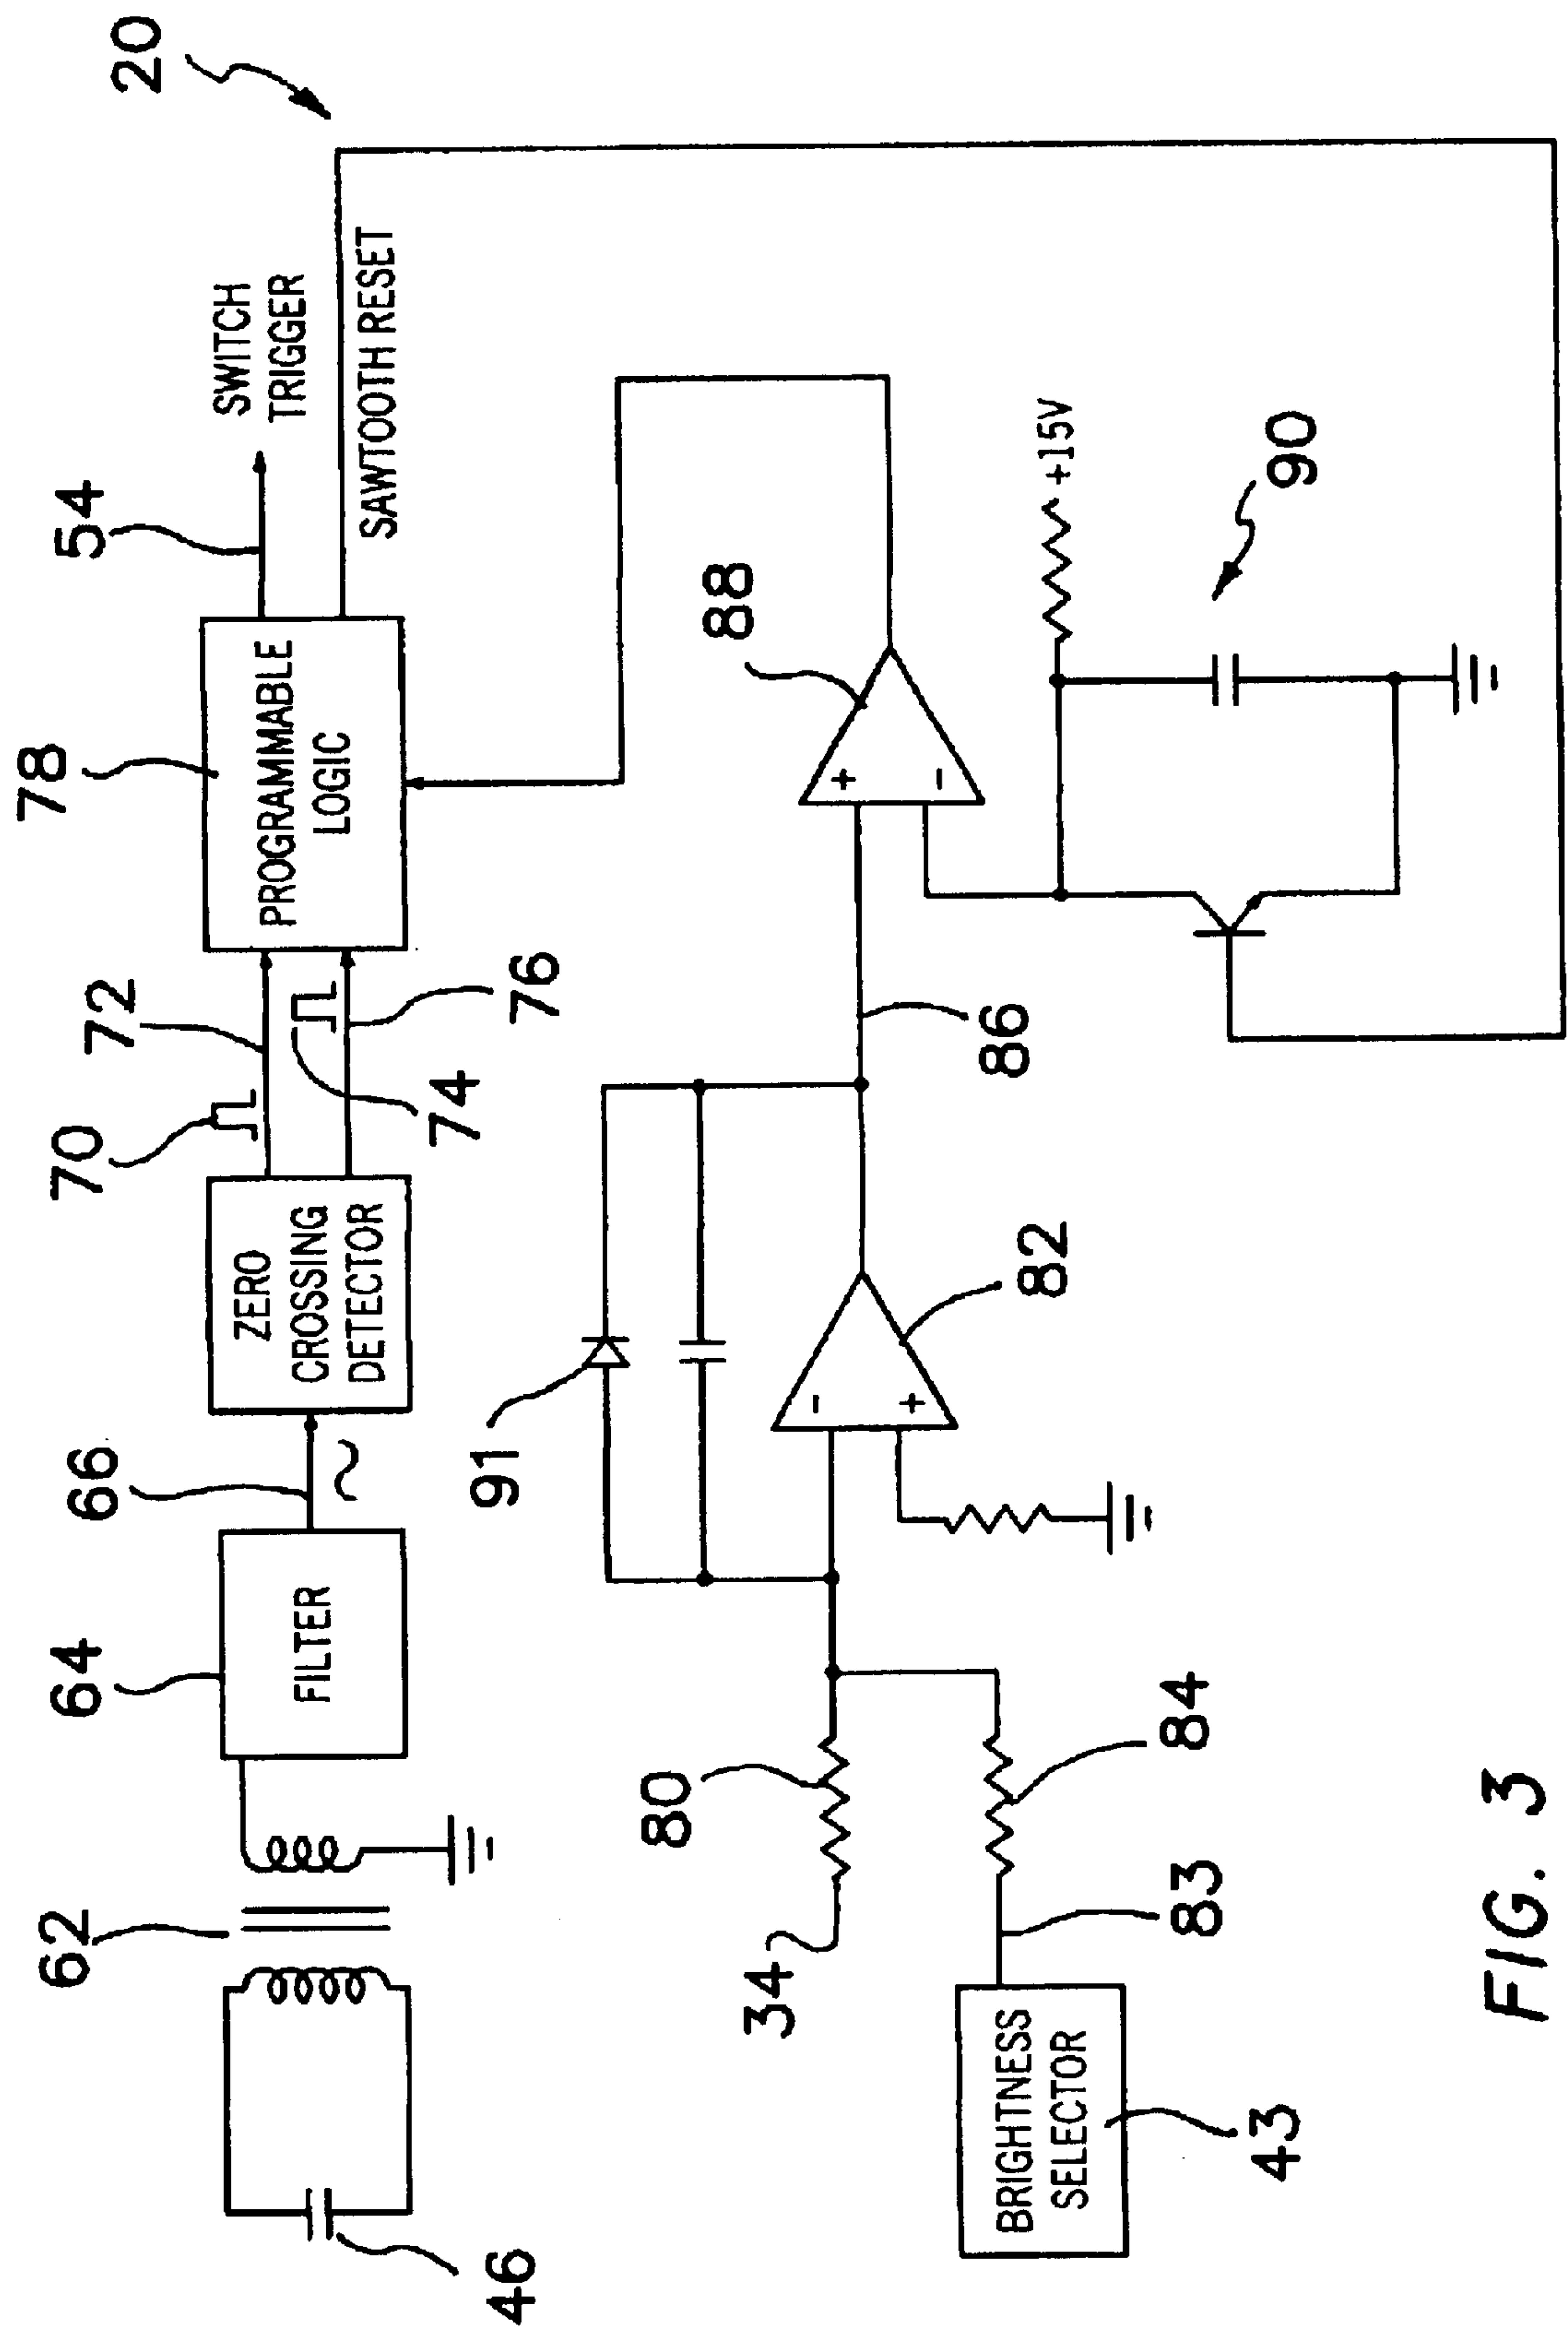 20
54
SWITCH
TRIGGER
SAWTOOTH RESET
78
PROGRAMMABLE
LOGIC
72
76
70
74
ZERO
CROSSING
DETECTOR
66
64
FILTER
62
46
88
+
-
+15V
90
86
91
82
-
+
80
34
84
83
BRIGHTNESS
SELECTOR
43
FIG. 3